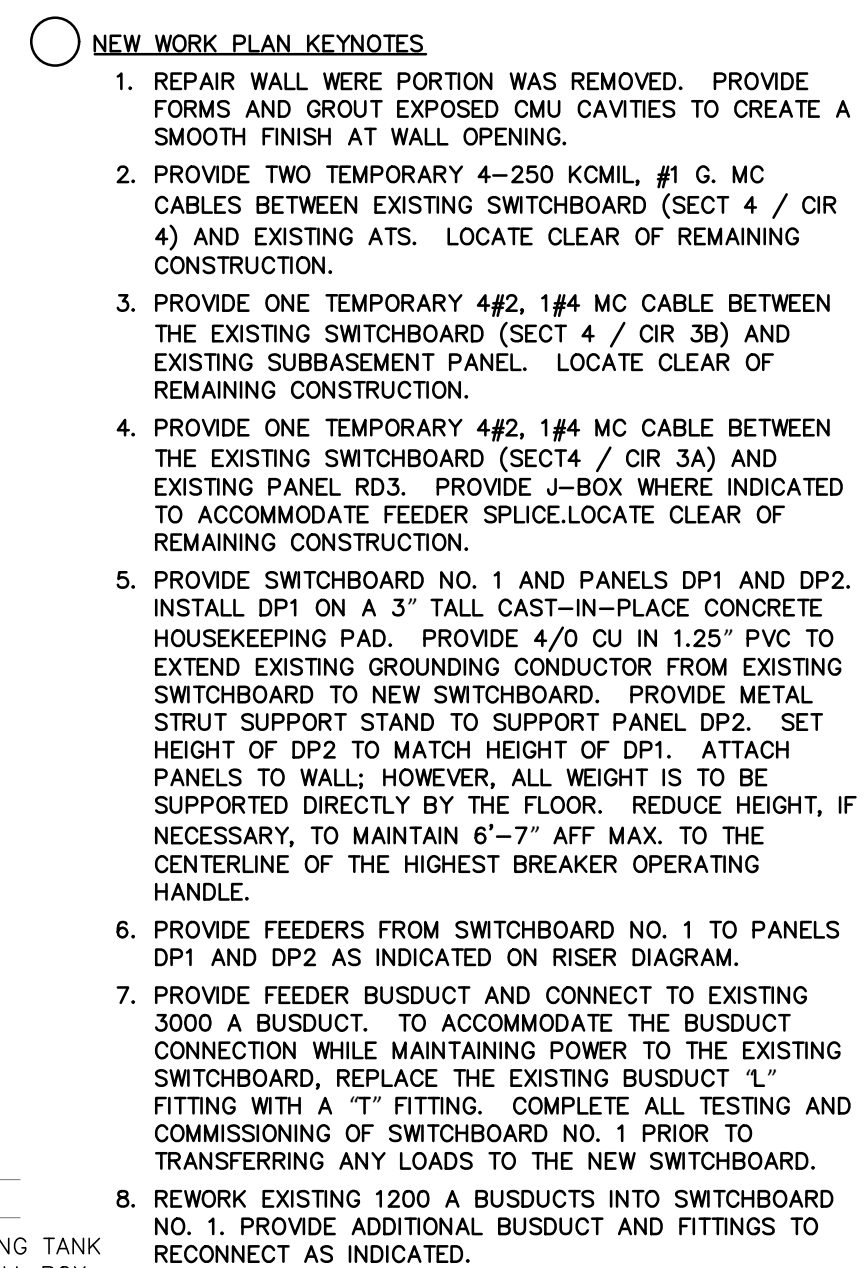 NEW WORK PLAN KEYNOTES
1. REPAIR WALL WERE PORTION WAS REMOVED. PROVIDE
FORMS AND GROUT EXPOSED CMU CAVITIES TO CREATE A
SMOOTH FINISH AT WALL OPENING.
2. PROVIDE TWO TEMPORARY 4–250 KCMIL, #1 G. MC
CABLES BETWEEN EXISTING SWITCHBOARD (SECT 4 / CIR
4) AND EXISTING ATS. LOCATE CLEAR OF REMAINING
CONSTRUCTION.
3. PROVIDE ONE TEMPORARY 4#2, 1#4 MC CABLE BETWEEN
THE EXISTING SWITCHBOARD (SECT 4 / CIR 3B) AND
EXISTING SUBBASEMENT PANEL. LOCATE CLEAR OF
REMAINING CONSTRUCTION.
4. PROVIDE ONE TEMPORARY 4#2, 1#4 MC CABLE BETWEEN
THE EXISTING SWITCHBOARD (SECT4 / CIR 3A) AND
EXISTING PANEL RD3. PROVIDE J–BOX WHERE INDICATED
TO ACCOMMODATE FEEDER SPLICE.LOCATE CLEAR OF
REMAINING CONSTRUCTION.
5. PROVIDE SWITCHBOARD NO. 1 AND PANELS DP1 AND DP2.
INSTALL DP1 ON A 3" TALL CAST–IN–PLACE CONCRETE
HOUSEKEEPING PAD. PROVIDE 4/0 CU IN 1.25" PVC TO
EXTEND EXISTING GROUNDING CONDUCTOR FROM EXISTING
SWITCHBOARD TO NEW SWITCHBOARD. PROVIDE METAL
STRUT SUPPORT STAND TO SUPPORT PANEL DP2. SET
HEIGHT OF DP2 TO MATCH HEIGHT OF DP1. ATTACH
PANELS TO WALL; HOWEVER, ALL WEIGHT IS TO BE
SUPPORTED DIRECTLY BY THE FLOOR. REDUCE HEIGHT, IF
NECESSARY, TO MAINTAIN 6'–7" AFF MAX. TO THE
CENTERLINE OF THE HIGHEST BREAKER OPERATING
HANDLE.
6. PROVIDE FEEDERS FROM SWITCHBOARD NO. 1 TO PANELS
DP1 AND DP2 AS INDICATED ON RISER DIAGRAM.
7. PROVIDE FEEDER BUSDUCT AND CONNECT TO EXISTING
3000 A BUSDUCT. TO ACCOMMODATE THE BUSDUCT
CONNECTION WHILE MAINTAINING POWER TO THE EXISTING
SWITCHBOARD, REPLACE THE EXISTING BUSDUCT "L"
FITTING WITH A "T" FITTING. COMPLETE ALL TESTING AND
COMMISSIONING OF SWITCHBOARD NO. 1 PRIOR TO
TRANSFERRING ANY LOADS TO THE NEW SWITCHBOARD.
8. REWORK EXISTING 1200 A BUSDUCTS INTO SWITCHBOARD
NO. 1. PROVIDE ADDITIONAL BUSDUCT AND FITTINGS TO
RECONNECT AS INDICATED.
NG TANK